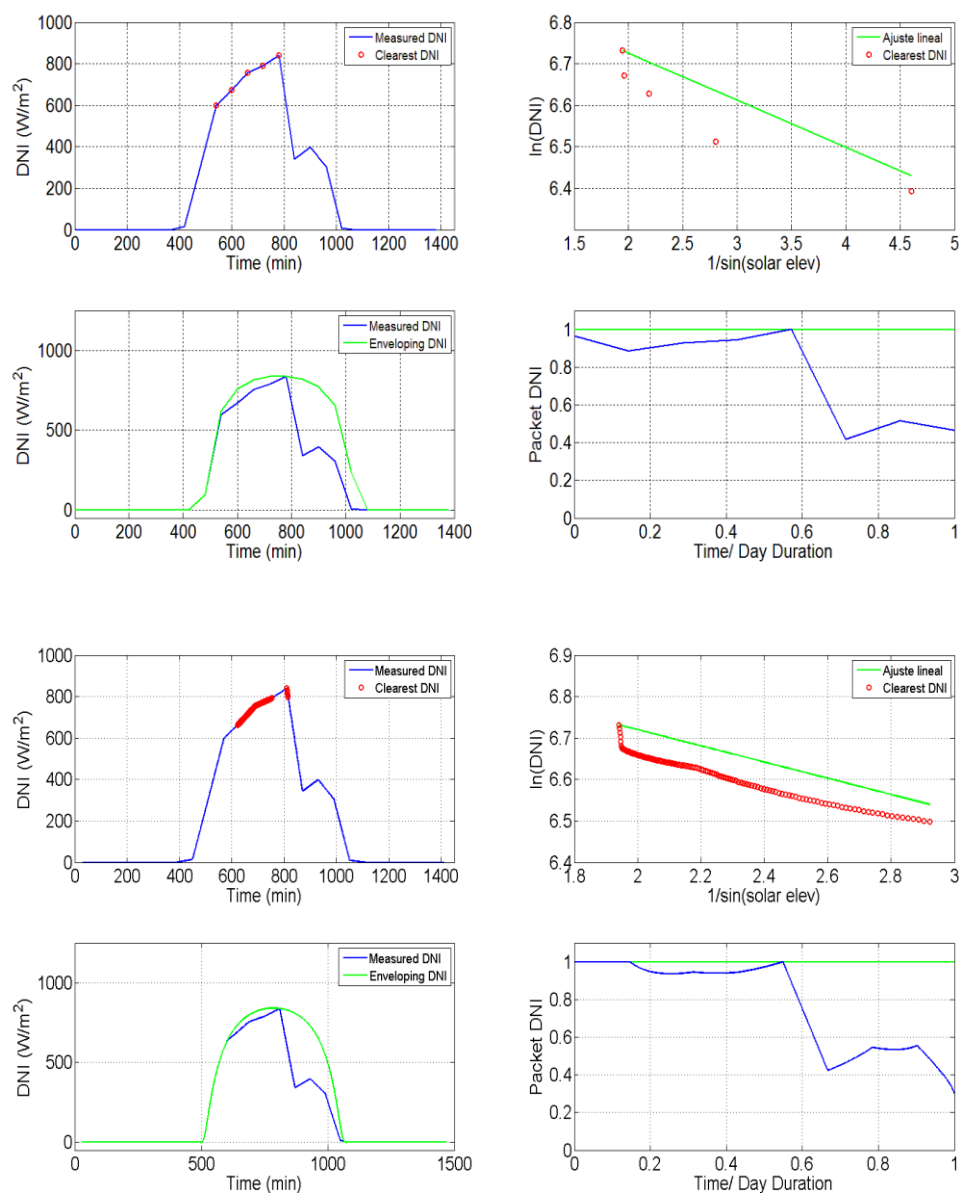 DNI (W/m²)
1000
800
600
400
200
0
Measured DNI
Clearest DNI
0 200 400 600 800 1000 1200 1400
Time (min)
ln(DNI)
6.8
6.7
6.6
6.5
6.4
Ajuste lineal
Clearest DNI
1.5 2 2.5 3 3.5 4 4.5 5
1/sin(solar elev)
DNI (W/m²)
1000
500
0
Measured DNI
Enveloping DNI
0 200 400 600 800 1000 1200 1400
Time (min)
Packet DNI
1
0.8
0.6
0.4
0.2
0
0 0.2 0.4 0.6 0.8 1
Time/ Day Duration
DNI (W/m²)
1000
800
600
400
200
0
Measured DNI
Clearest DNI
0 200 400 600 800 1000 1200 1400
Time (min)
ln(DNI)
6.9
6.8
6.7
6.6
6.5
6.4
Ajuste lineal
Clearest DNI
1.8 2 2.2 2.4 2.6 2.8 3
1/sin(solar elev)
DNI (W/m²)
1000
500
0
Measured DNI
Enveloping DNI
0 500 1000 1500
Time (min)
Packet DNI
1
0.8
0.6
0.4
0.2
0
0 0.2 0.4 0.6 0.8 1
Time/ Day Duration